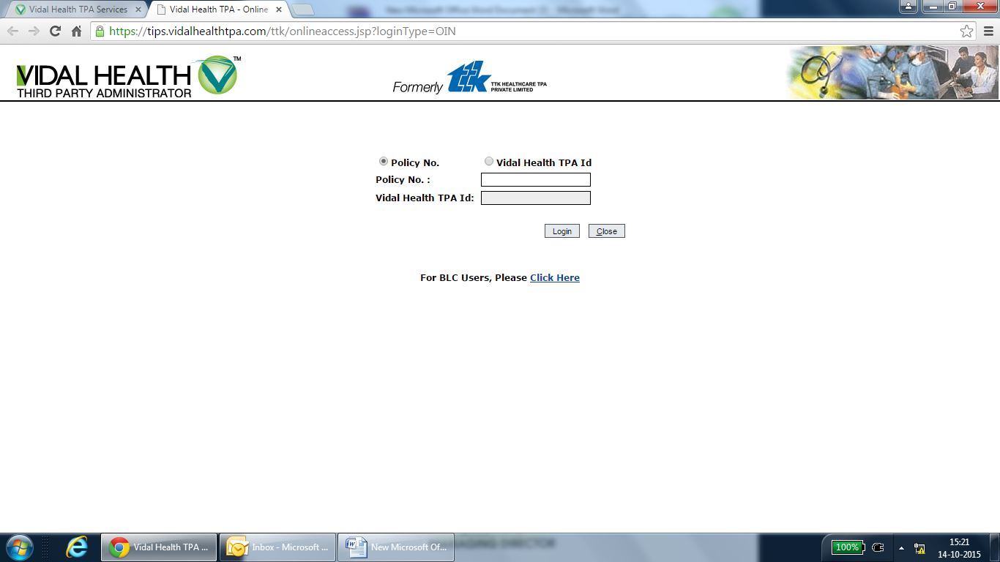 Vidal Health TPA Services
Vidal Health TPA - Online
New Microsoft Office Word Document (2) - Microsoft Word
https://tips.vidalhealthtpa.com/ttk/onlineaccess.jsp?loginType=OIN
VIDAL HEALTH TM
THIRD PARTY ADMINISTRATOR
Formerly ttk TTK HEALTHCARE TPA
PRIVATE LIMITED
Policy No. Vidal Health TPA Id
Policy No. :
Vidal Health TPA Id:
Login Close
For BLC Users, Please Click Here
Vidal Health TPA ...
Inbox - Microsoft ...
New Microsoft Of...
MANAGING DIRECTOR
100%
15:21
14-10-2015